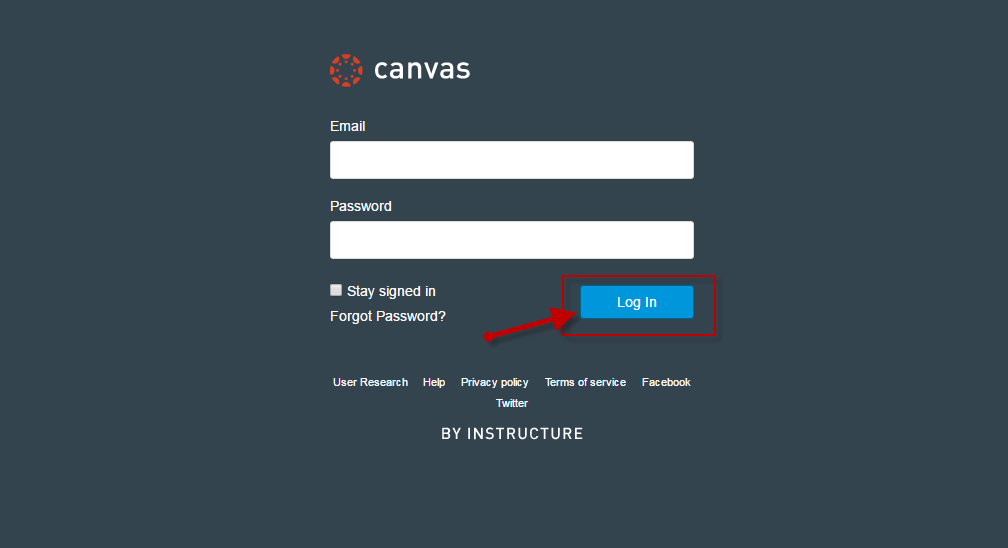 canvas
Email
Password
Stay signed in
Log In
Forgot Password?
User Research Help Privacy policy Terms of service Facebook
Twitter
BY INSTRUCTURE